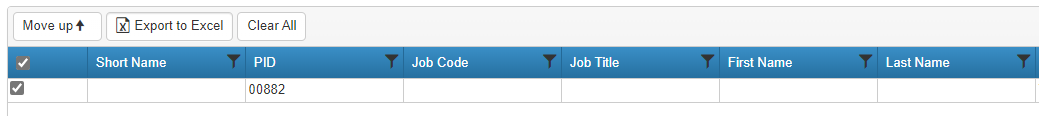 Move up Export to Excel Clear All
Short Name PID Job Code Job Title First Name Last Name
00882